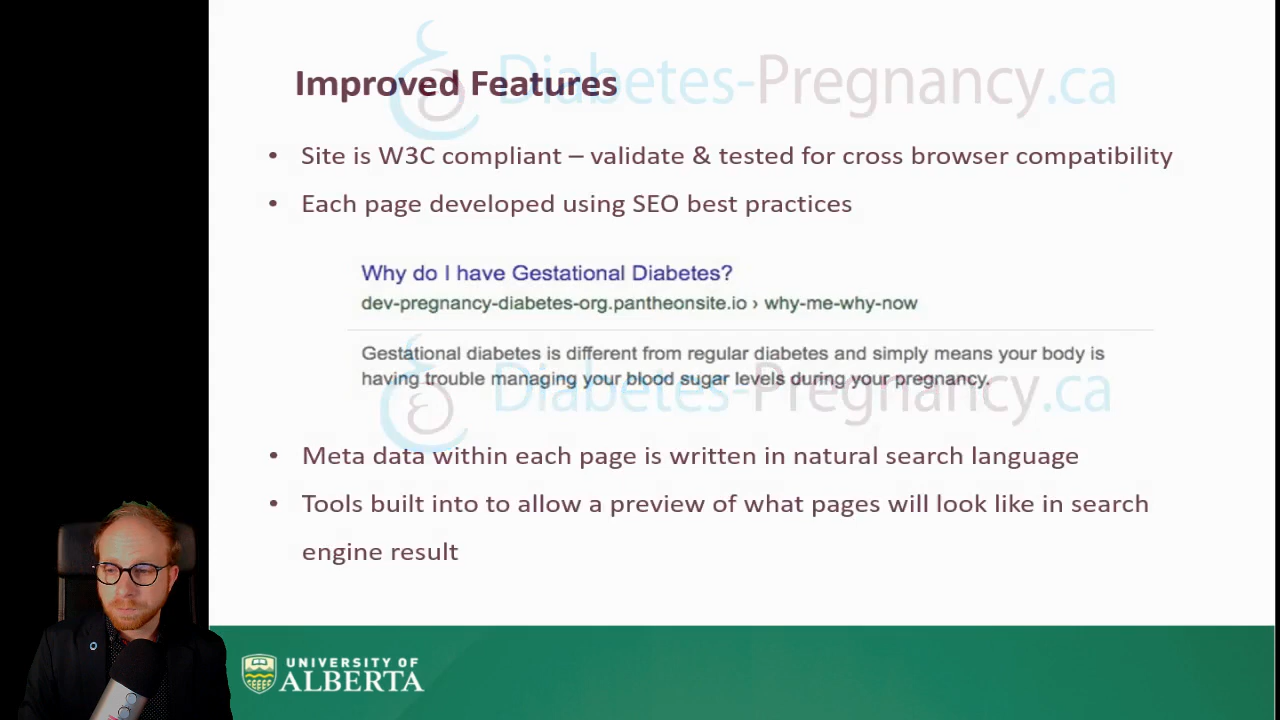 Diabetes-Pregnancy.ca
Improved Features
• Site is W3C compliant – validate & tested for cross browser compatibility
• Each page developed using SEO best practices
Why do I have Gestational Diabetes?
dev-pregnancy-diabetes-org.pantheonsite.io › why-me-why-now
Gestational diabetes is different from regular diabetes and simply means your body is
having trouble managing your blood sugar levels during your pregnancy.
Diabetes-Pregnancy.ca
• Meta data within each page is written in natural search language
• Tools built into to allow a preview of what pages will look like in search
engine result
UNIVERSITY OF
ALBERTA